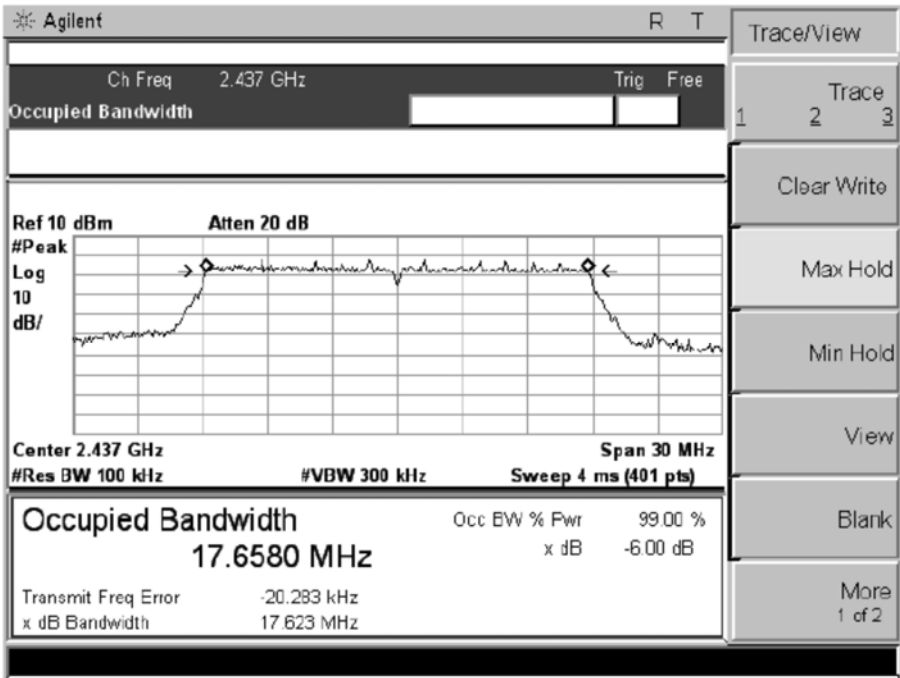 Agilent R T
Ch Freq 2.437 GHz Trig Free
Occupied Bandwidth
Ref 10 dBm Atten 20 dB
#Peak
Log
10
dB/
Center 2.437 GHz Span 30 MHz
#Res BW 100 kHz #VBW 300 kHz Sweep 4 ms (401 pts)
Occupied Bandwidth
17.6580 MHz
Occ BW % Pwr 99.00 %
x dB -6.00 dB
Transmit Freq Error -20.283 kHz
x dB Bandwidth 17.623 MHz
Trace/View
Trace
1 2 3
Clear Write
Max Hold
Min Hold
View
Blank
More
1 of 2